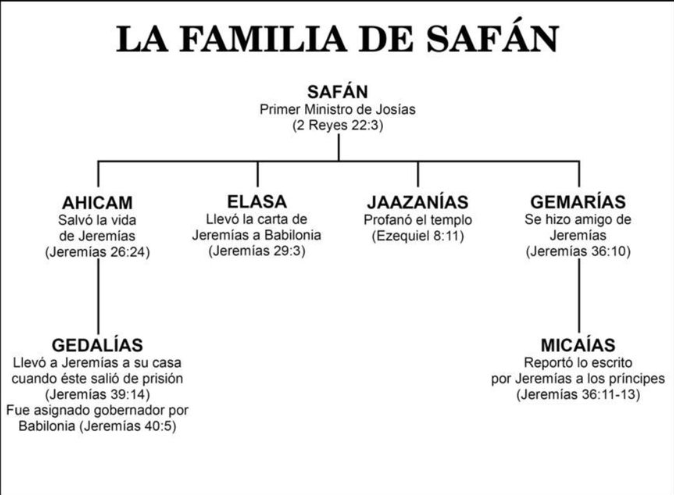 LA FAMILIA DE SAFÁN
SAFÁN
Primer Ministro de Josías
(2 Reyes 22:3)
AHICAM
Salvó la vida
de Jeremías
(Jeremías 26:24)
ELASA
Llevó la carta de
Jeremías a Babilonia
(Jeremías 29:3)
JAAZANÍAS
Profanó el templo
(Ezequiel 8:11)
GEMARÍAS
Se hizo amigo de
Jeremías
(Jeremías 36:10)
GEDALÍAS
Llevó a Jeremías a su casa
cuando éste salió de prisión
(Jeremías 39:14)
Fue asignado gobernador por
Babilonia (Jeremías 40:5)
MICAÍAS
Reportó lo escrito
por Jeremías a los príncipes
(Jeremías 36:11-13)